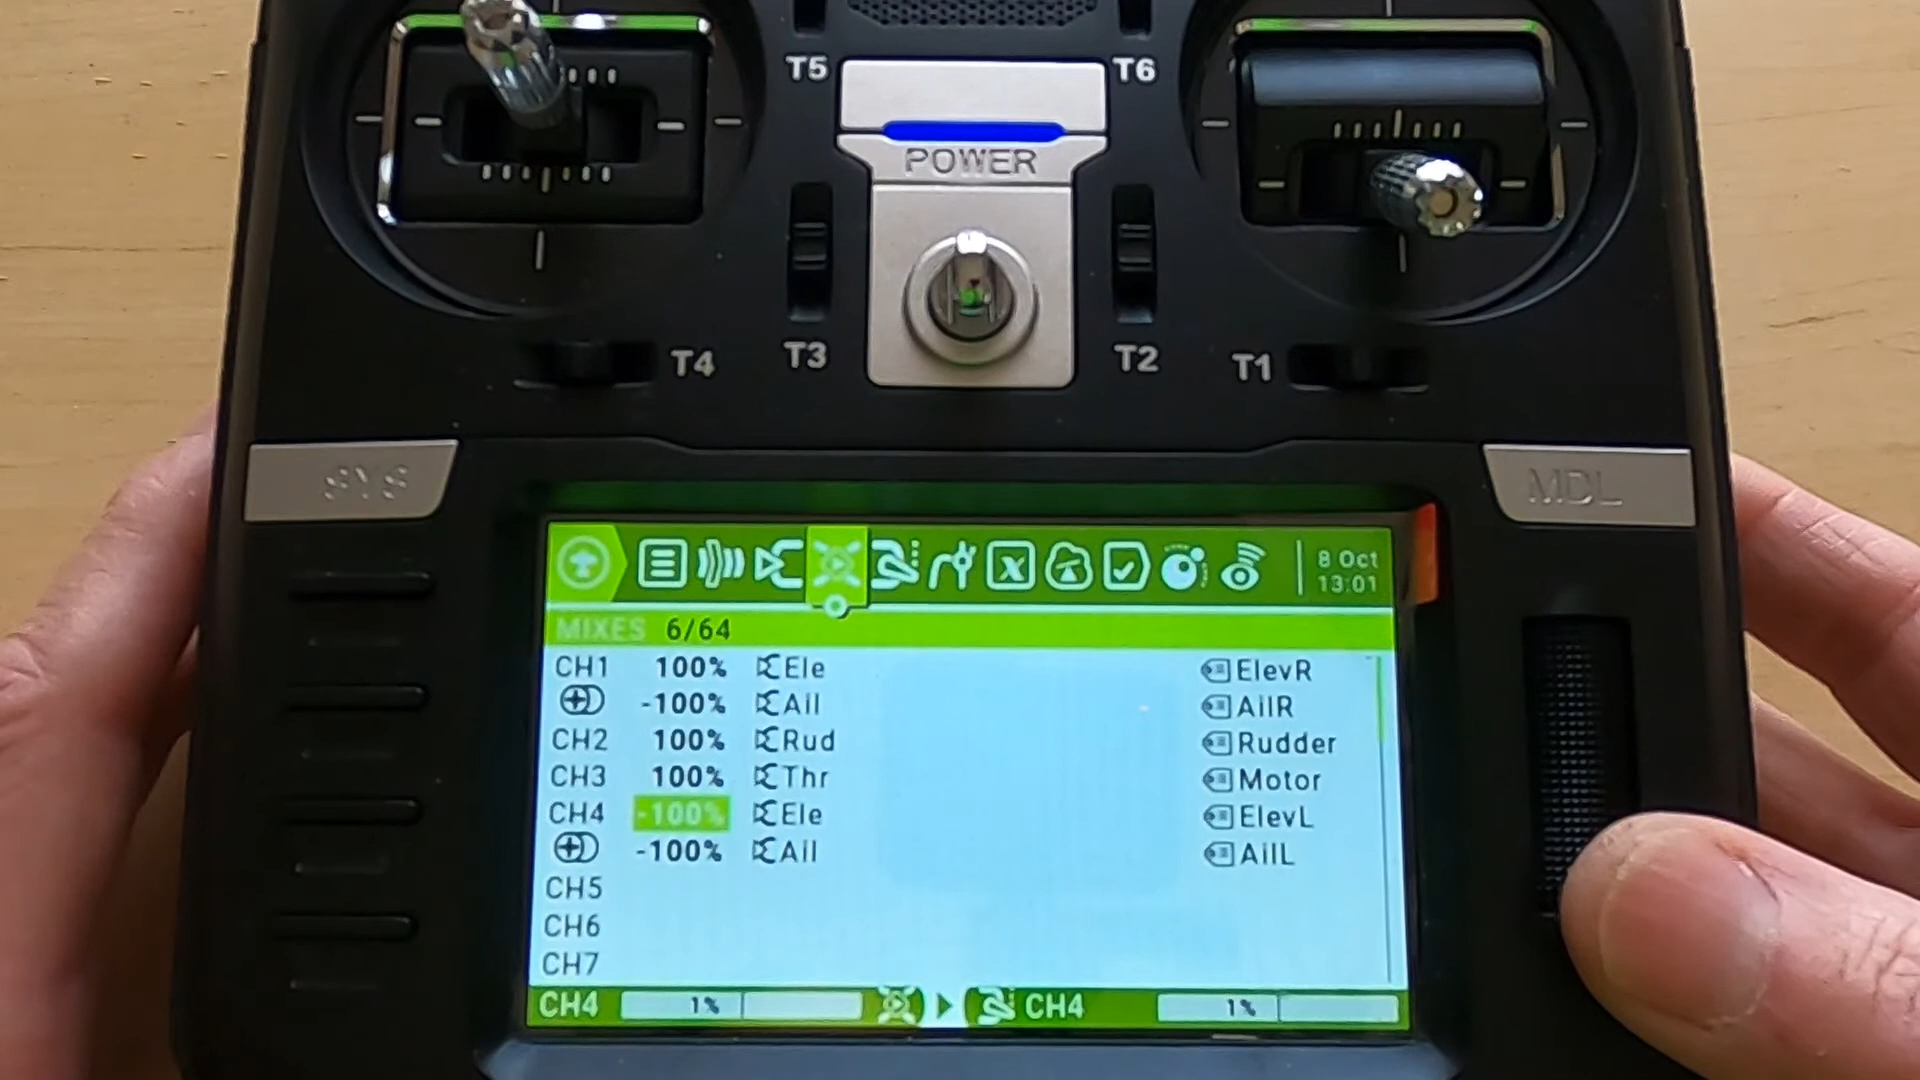 T5
T6
POWER
T4
T3
T2
T1
SYS
MDL
8 Oct
13:01
MIXES 6/64
CH1 100% Ele ElevR
-100% Ail AilR
CH2 100% Rud Rudder
CH3 100% Thr Motor
CH4 -100% Ele ElevL
-100% Ail AilL
CH5
CH6
CH7
CH4 1% CH4 1%